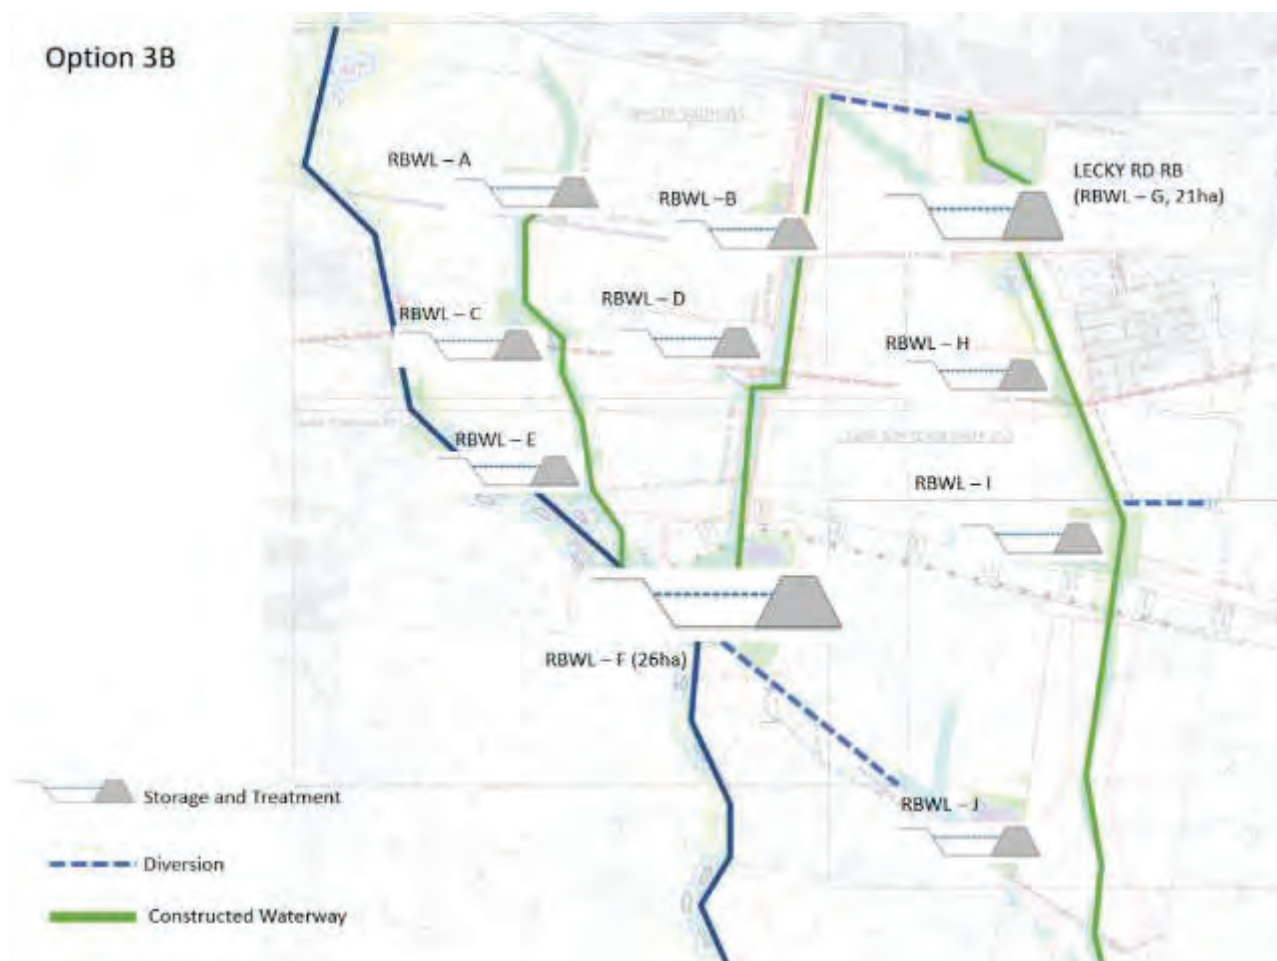 Option 3B
RBWL – A
RBWL –B
LECKY RD RB
(RBWL – G, 21ha)
RBWL – C
RBWL – D
RBWL – H
RBWL – E
RBWL – I
RBWL – F (26ha)
RBWL – J
Storage and Treatment
Diversion
Constructed Waterway